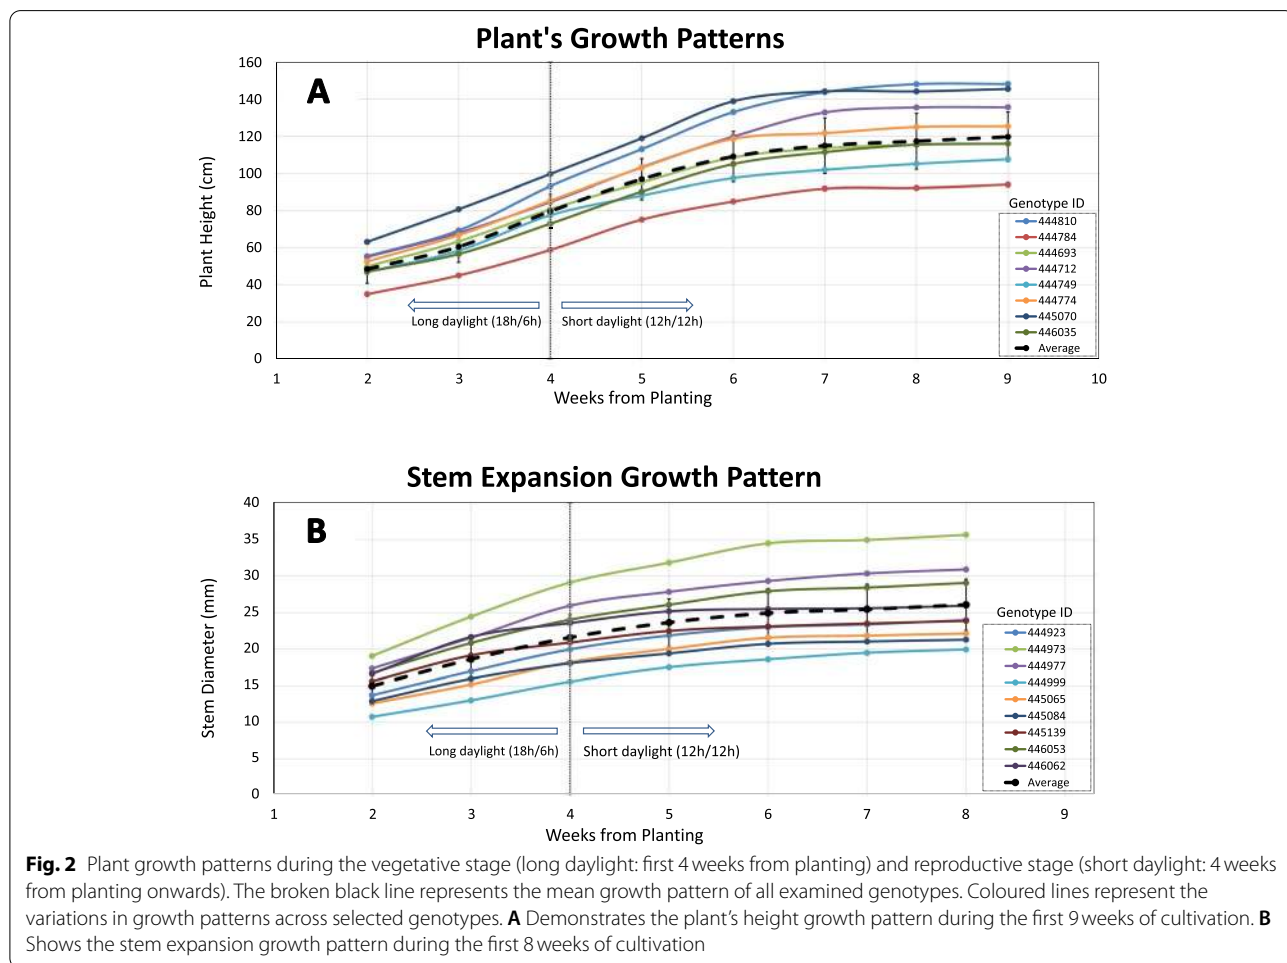 Plant's Growth Patterns
A
Plant Height (cm)
160
140
120
100
80
60
40
20
0
Long daylight (18h/6h)
Short daylight (12h/12h)
Genotype ID
444810
444784
444693
444712
444749
444774
445070
446035
Average
1 2 3 4 5 6 7 8 9 10
Weeks from Planting
Stem Expansion Growth Pattern
B
Stem Diameter (mm)
40
35
30
25
20
15
10
5
0
Long daylight (18h/6h)
Short daylight (12h/12h)
Genotype ID
444923
444973
444977
444999
445065
445084
445139
446053
446062
Average
1 2 3 4 5 6 7 8 9
Weeks from Planting
Fig. 2 Plant growth patterns during the vegetative stage (long daylight: first 4 weeks from planting) and reproductive stage (short daylight: 4 weeks
from planting onwards). The broken black line represents the mean growth pattern of all examined genotypes. Coloured lines represent the
variations in growth patterns across selected genotypes. A Demonstrates the plant's height growth pattern during the first 9 weeks of cultivation. B
Shows the stem expansion growth pattern during the first 8 weeks of cultivation